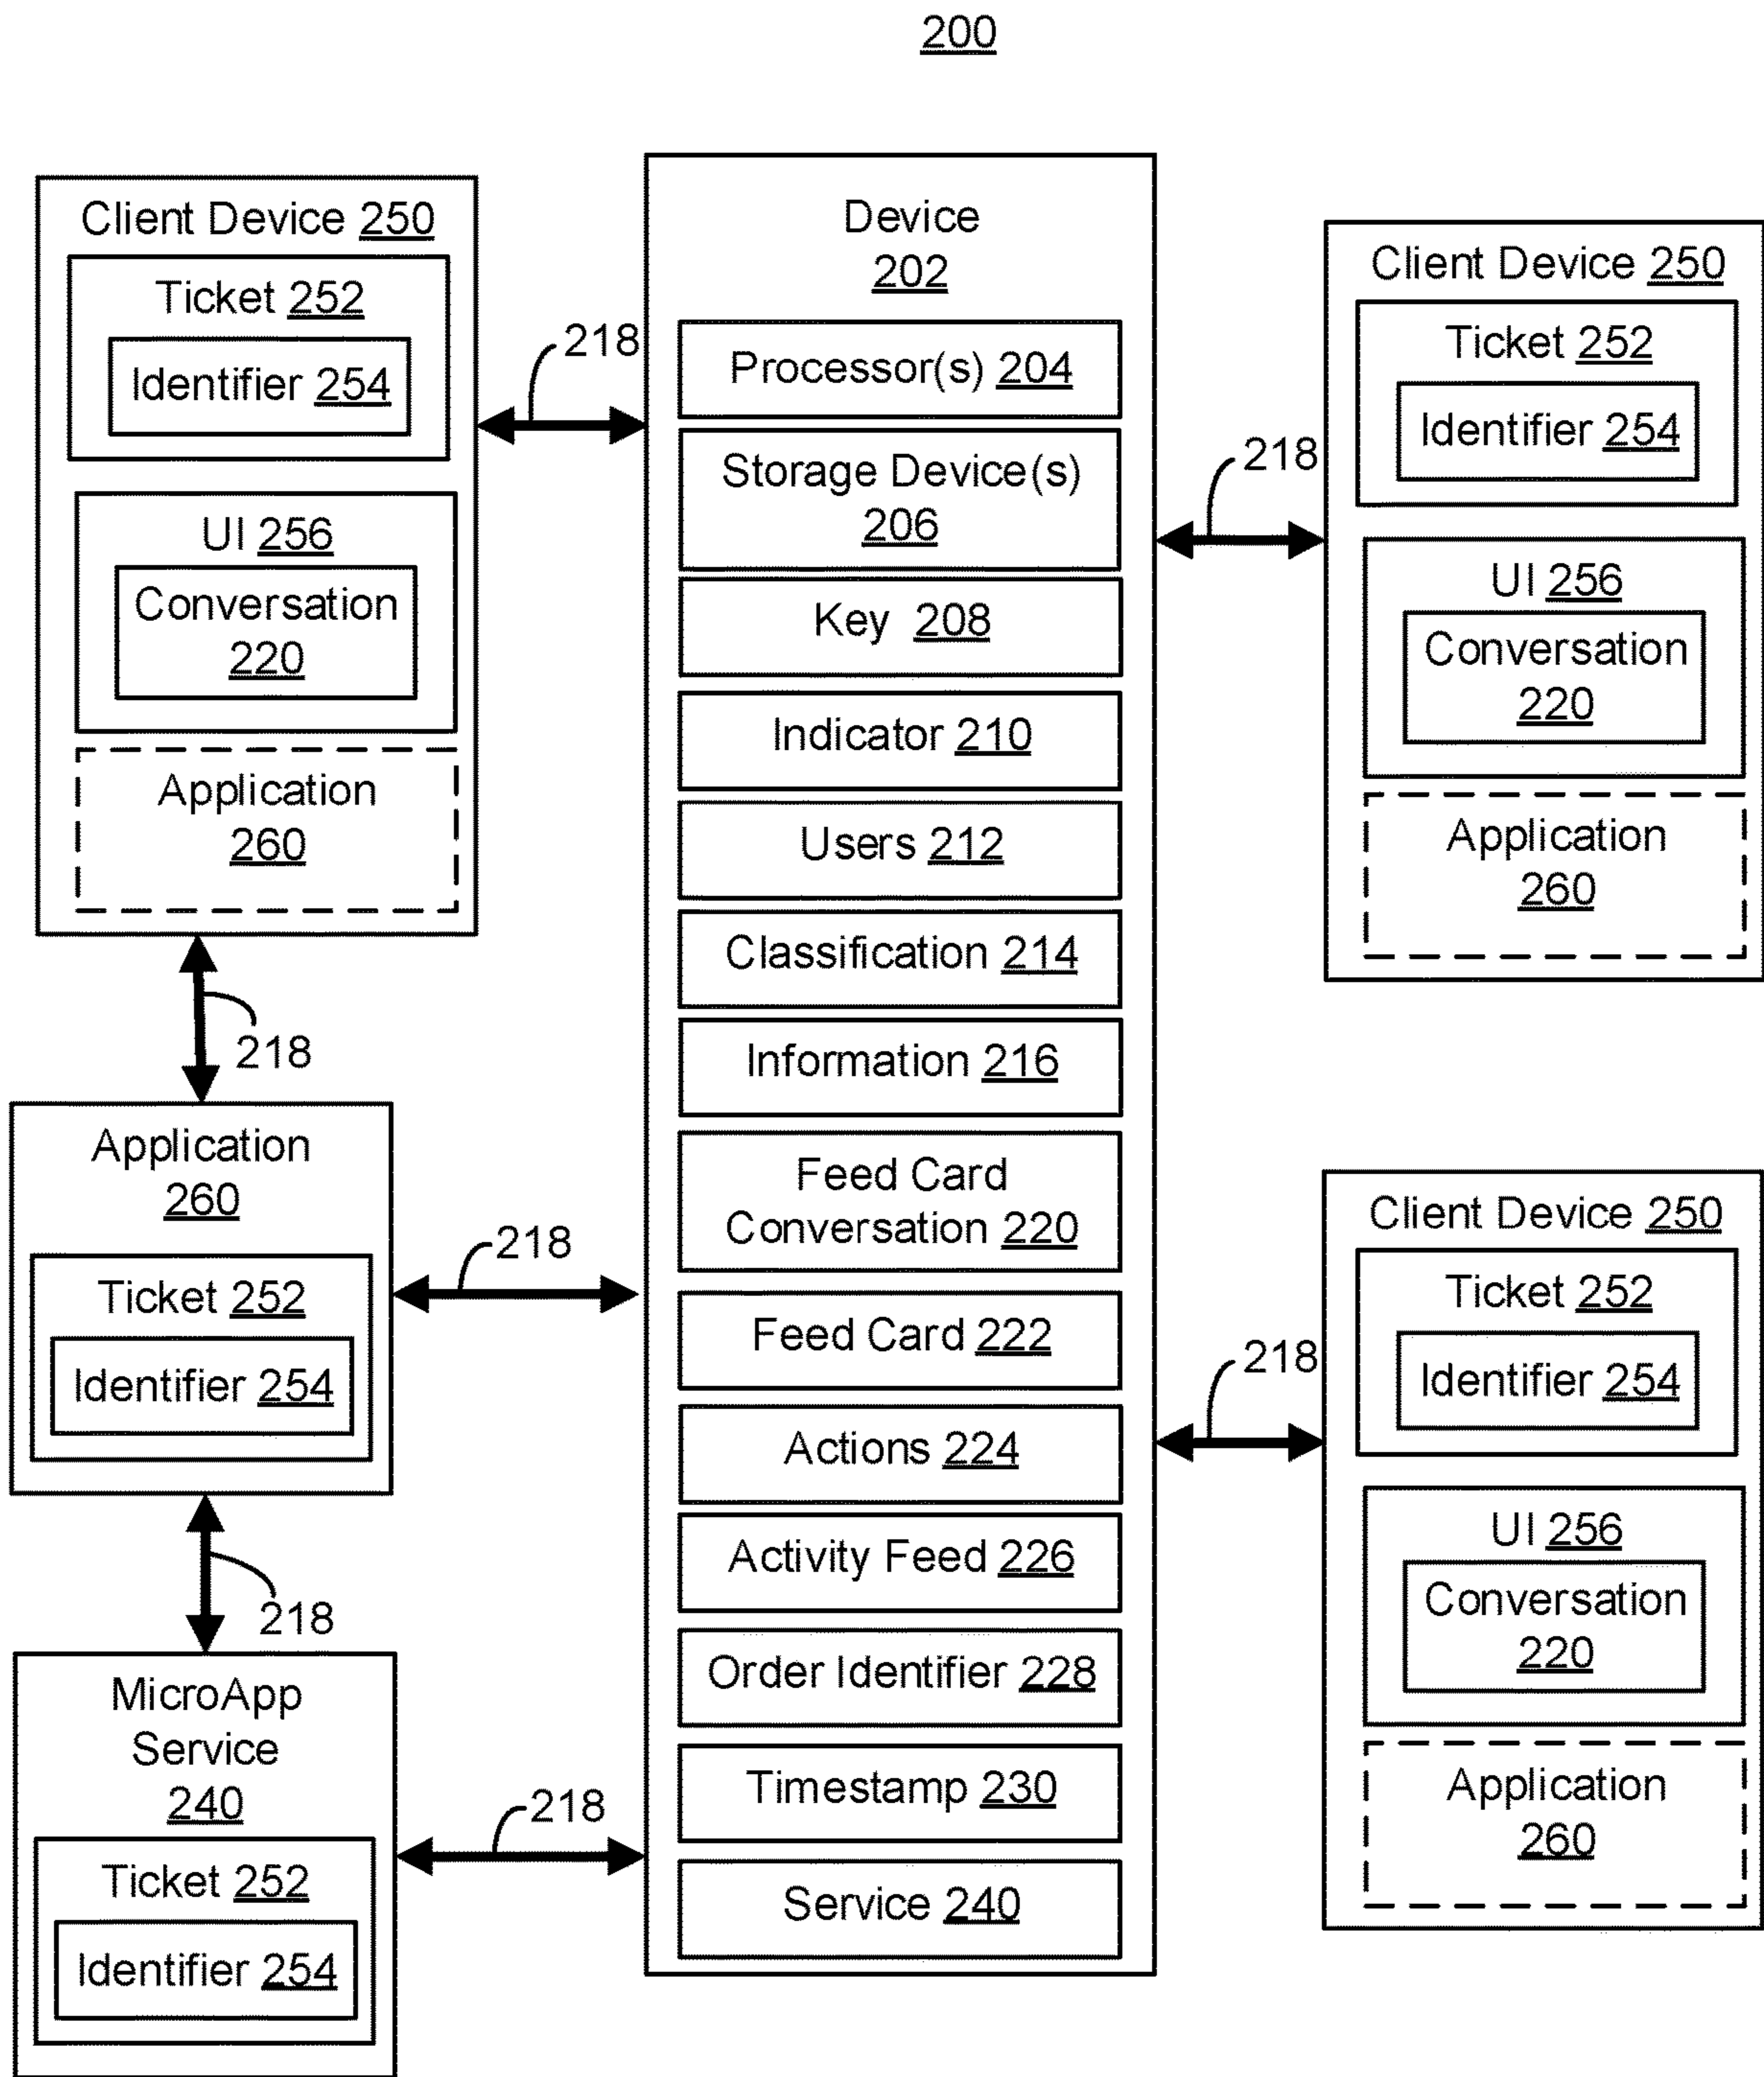 200
Client Device 250
Ticket 252
Identifier 254
UI 256
Conversation
220
Application
260
218
218
Application
260
Ticket 252
Identifier 254
218
218
MicroApp
Service
240
Ticket 252
Identifier 254
218
Device
202
Processor(s) 204
Storage Device(s)
206
Key 208
Indicator 210
Users 212
Classification 214
Information 216
Feed Card
Conversation 220
Feed Card 222
Actions 224
Activity Feed 226
Order Identifier 228
Timestamp 230
Service 240
218
Client Device 250
Ticket 252
Identifier 254
UI 256
Conversation
220
Application
260
218
Client Device 250
Ticket 252
Identifier 254
UI 256
Conversation
220
Application
260